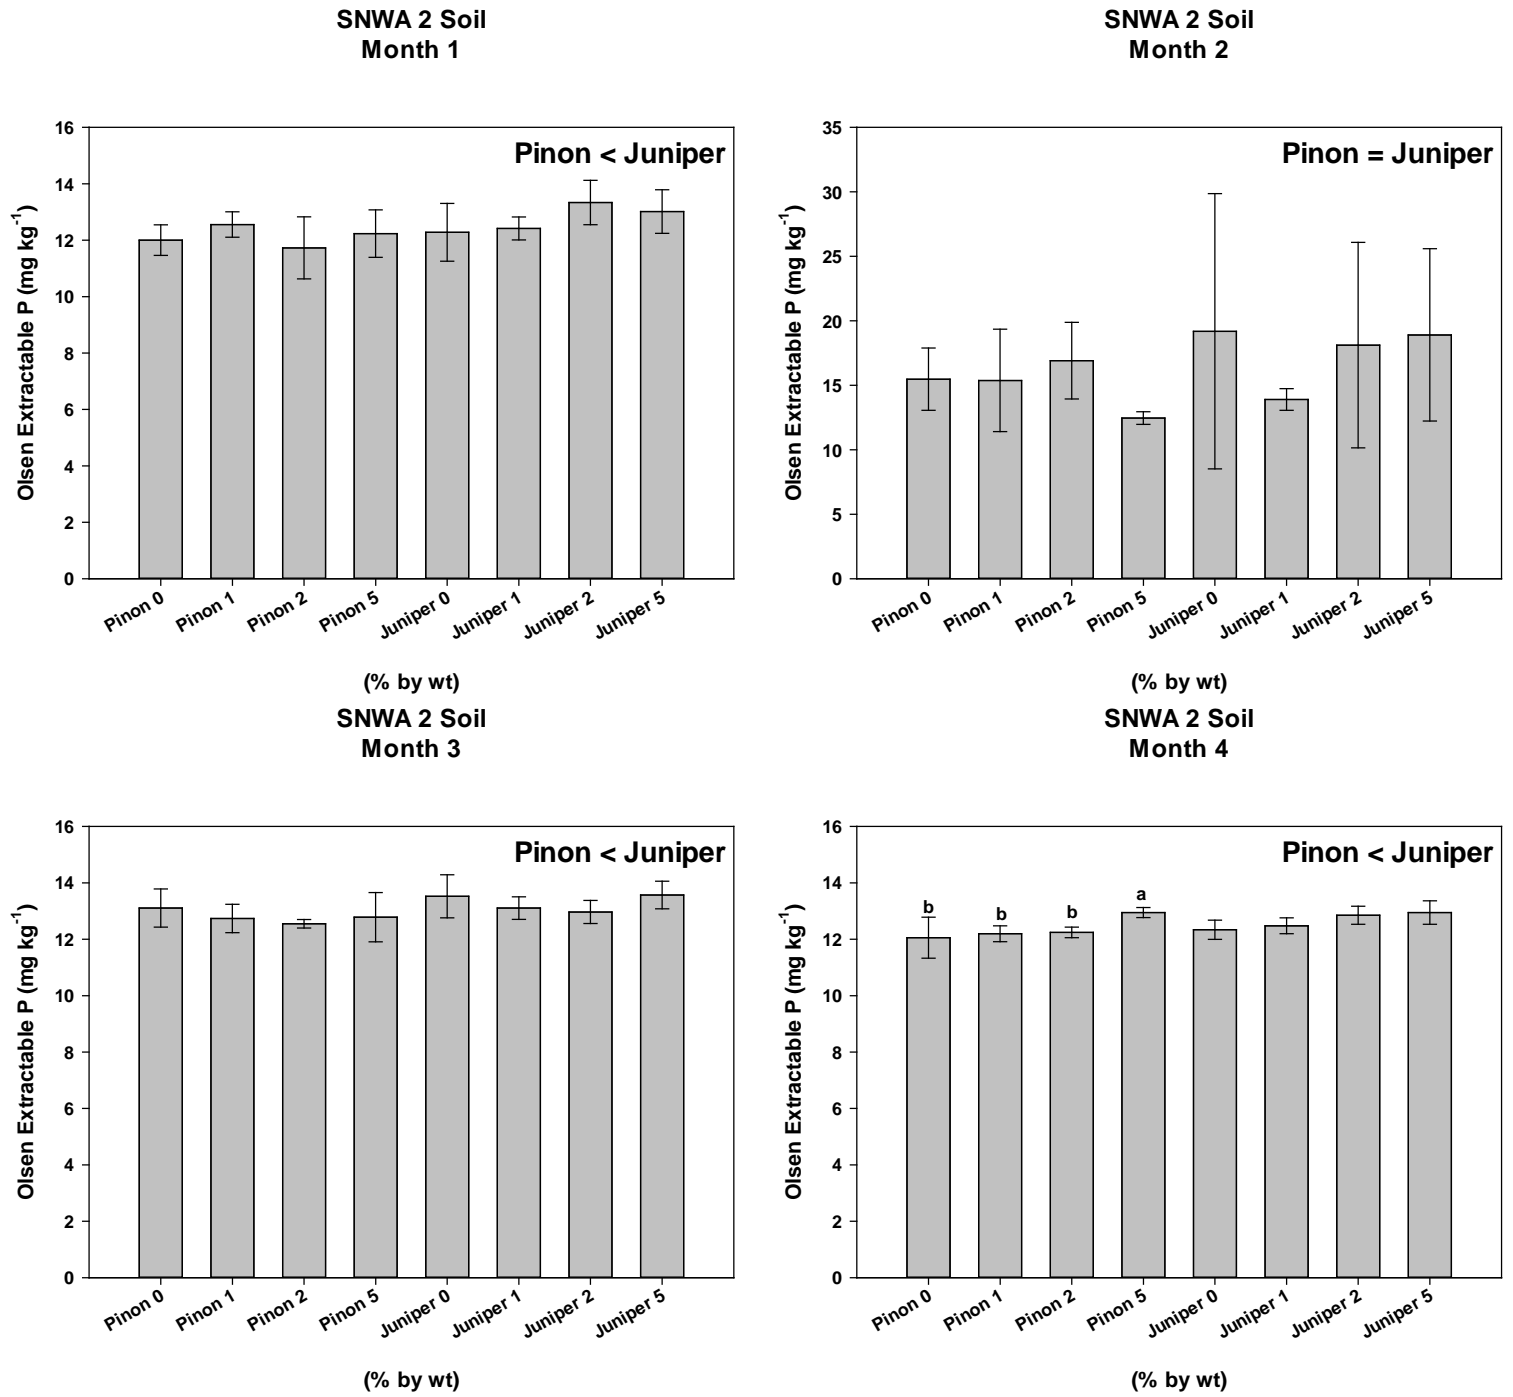 SNWA 2 Soil
Month 1
Pinon < Juniper
Olsen Extractable P (mg kg⁻¹)
16
14
12
10
8
6
4
2
0
Pinon 0
Pinon 1
Pinon 2
Pinon 5
Juniper 0
Juniper 1
Juniper 2
Juniper 5
(% by wt)
SNWA 2 Soil
Month 2
Pinon = Juniper
Olsen Extractable P (mg kg⁻¹)
35
30
25
20
15
10
5
0
Pinon 0
Pinon 1
Pinon 2
Pinon 5
Juniper 0
Juniper 1
Juniper 2
Juniper 5
(% by wt)
SNWA 2 Soil
Month 3
Pinon < Juniper
Olsen Extractable P (mg kg⁻¹)
16
14
12
10
8
6
4
2
0
Pinon 0
Pinon 1
Pinon 2
Pinon 5
Juniper 0
Juniper 1
Juniper 2
Juniper 5
(% by wt)
SNWA 2 Soil
Month 4
Pinon < Juniper
Olsen Extractable P (mg kg⁻¹)
16
14
12
10
8
6
4
2
0
b
b
b
a
Pinon 0
Pinon 1
Pinon 2
Pinon 5
Juniper 0
Juniper 1
Juniper 2
Juniper 5
(% by wt)